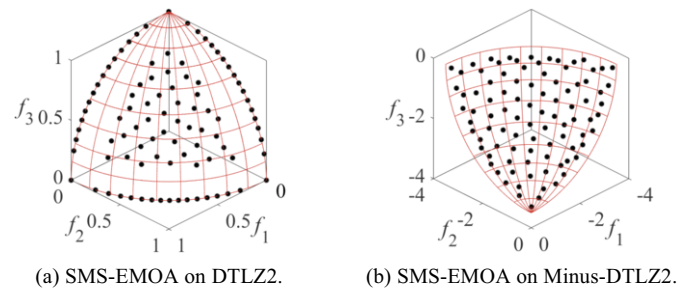 1
f3 0.5
0
0
f2 0.5
1
1
0.5 f1
0
0
f3 -2
-4
-4
f2 -2
0
0
-2 f1
-4
(a) SMS-EMOA on DTLZ2.
(b) SMS-EMOA on Minus-DTLZ2.